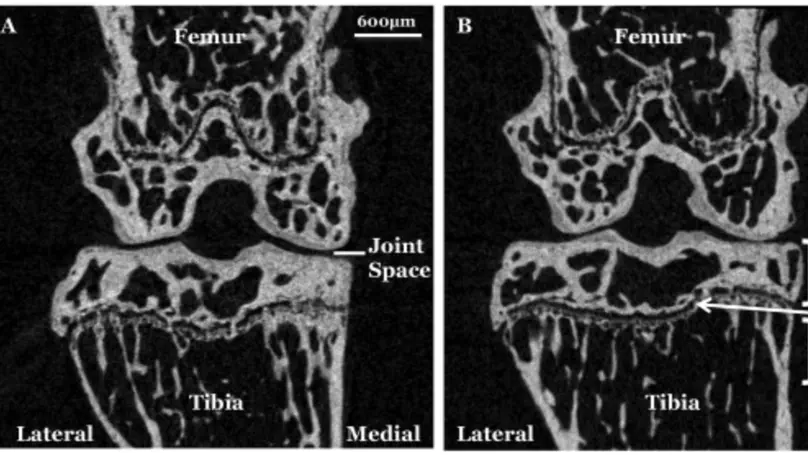 A
Femur
600µm
Joint
Space
Tibia
Lateral
Medial
B
Femur
Tibia
Lateral